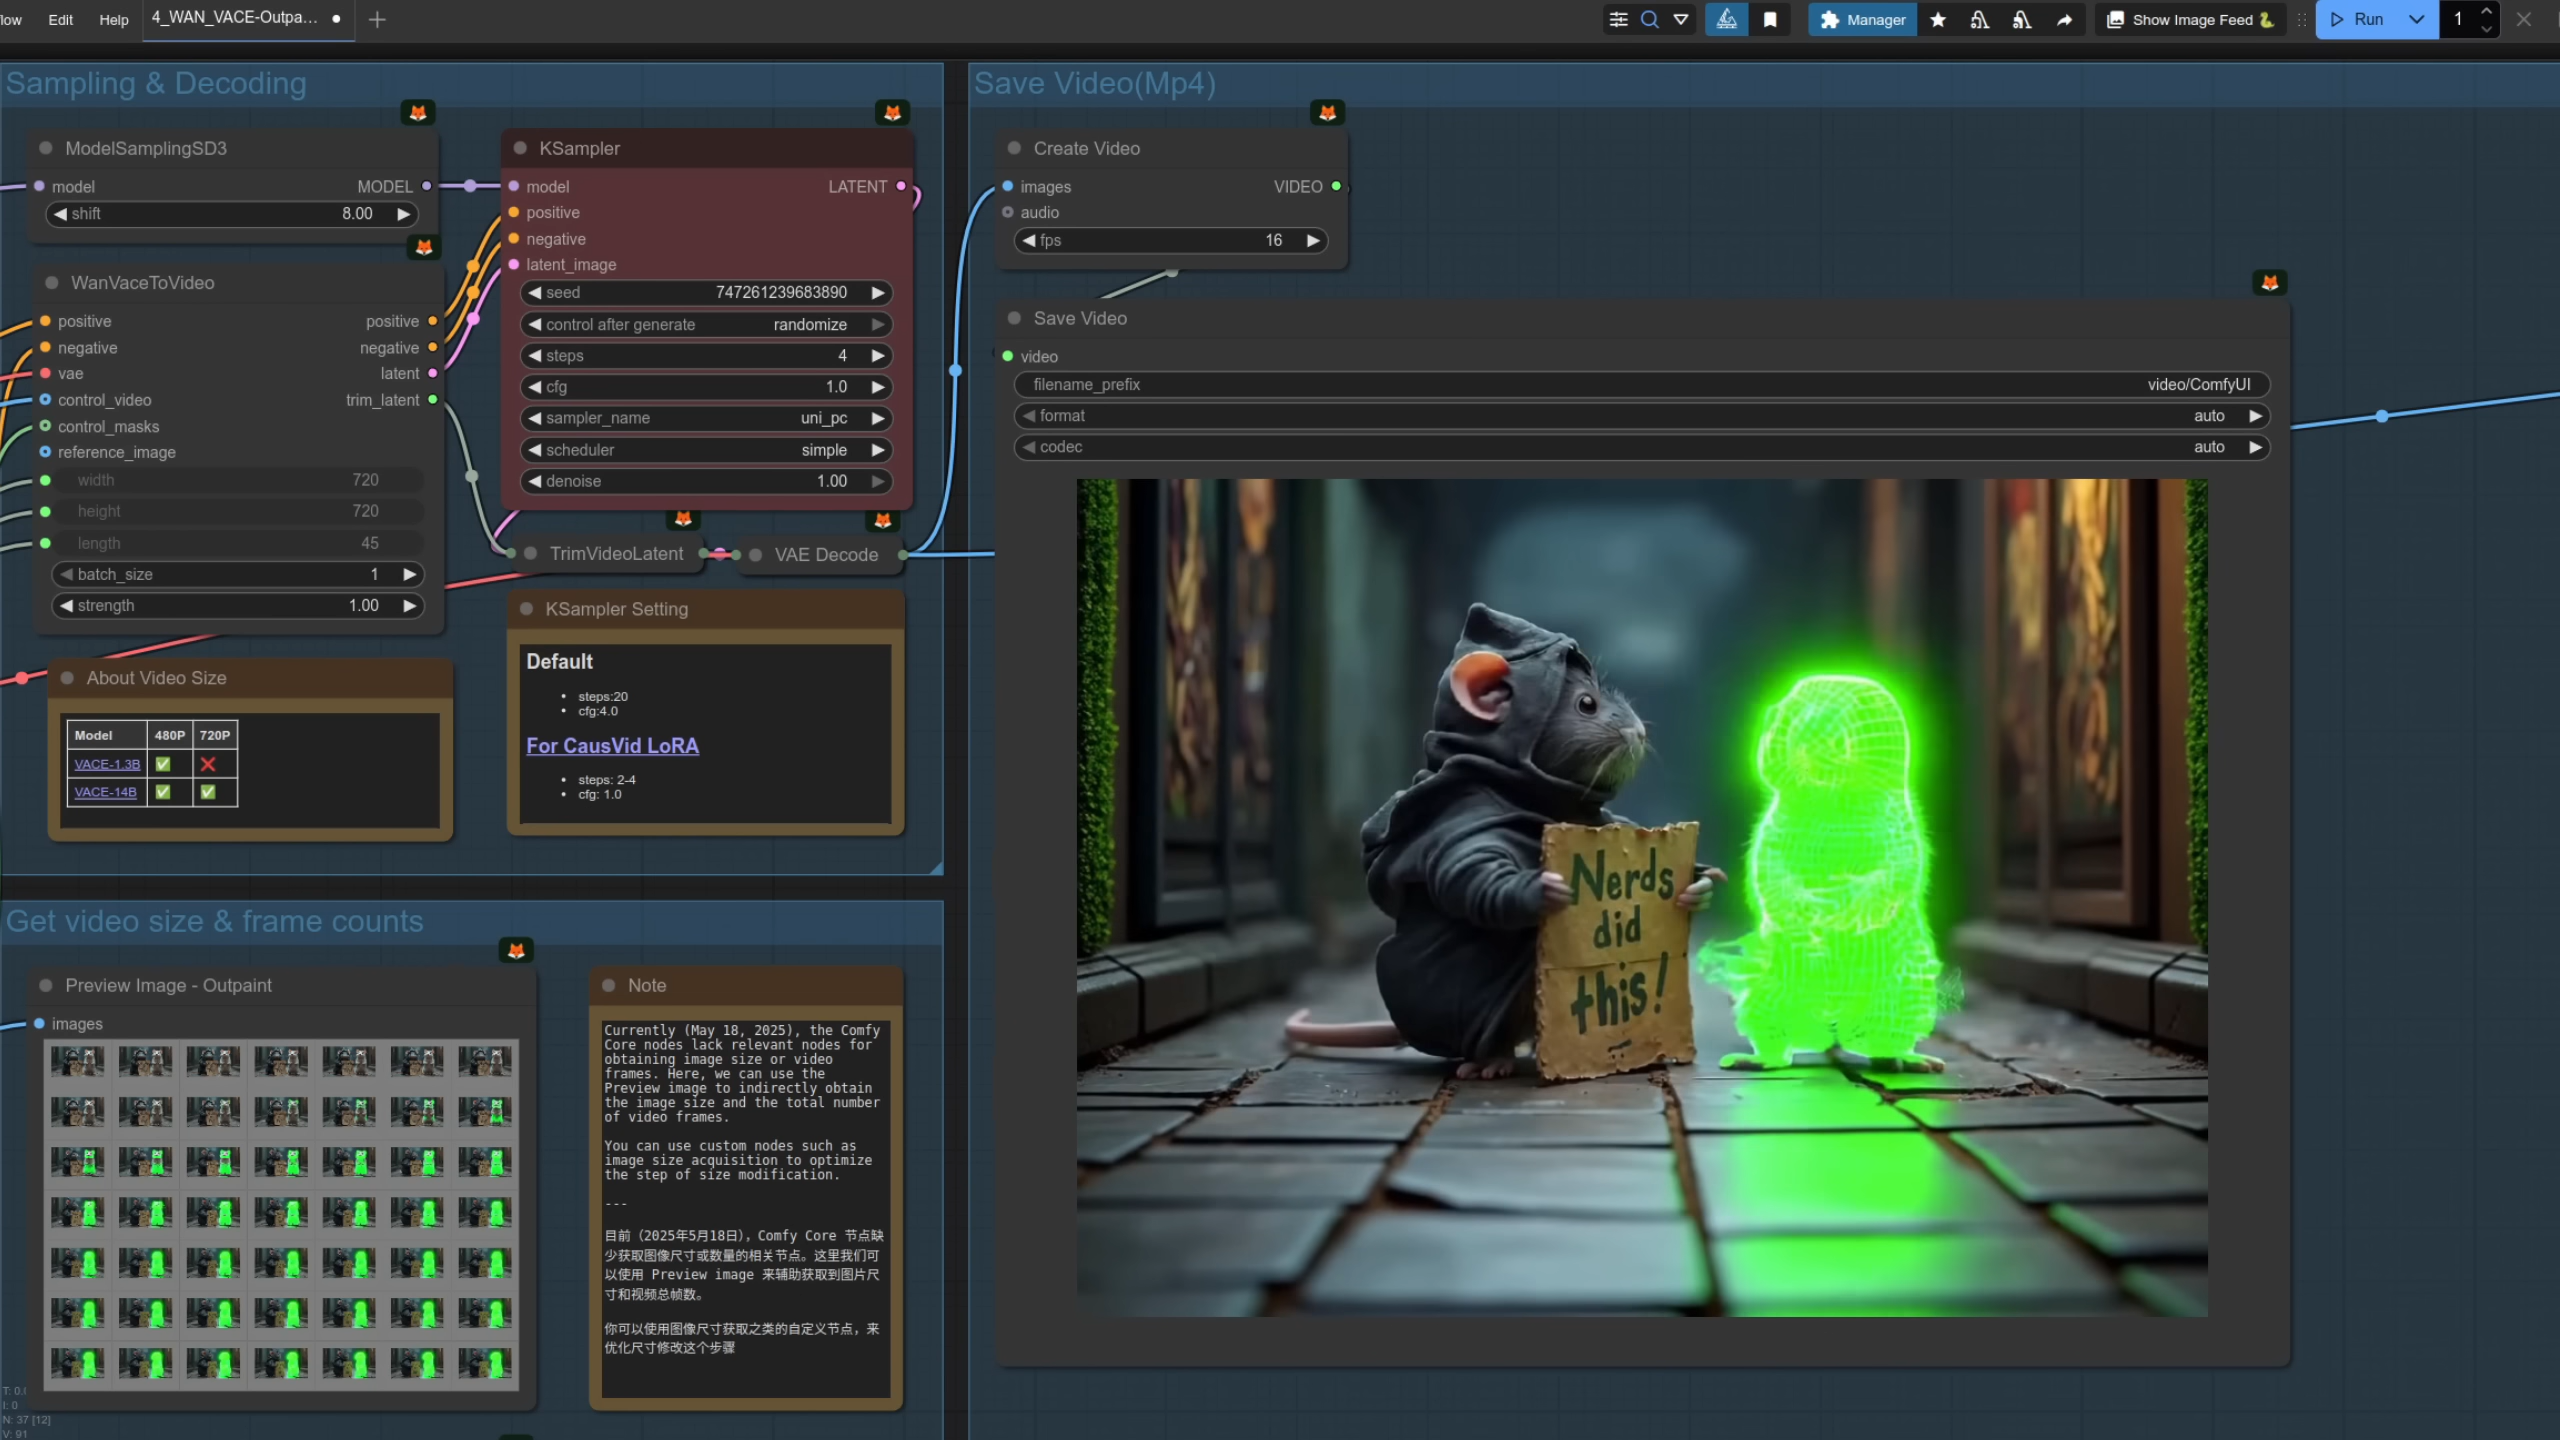 Edit
Help
4_WAN_VACE-Outpa...
Manager
Show Image Feed
Run
1
Sampling & Decoding
ModelSamplingSD3
model MODEL
shift 8.00
WanVaceToVideo
positive positive
negative negative
vae latent
control_video trim_latent
control_masks
reference_image
width 720
height 720
length 45
batch_size 1
strength 1.00
KSampler
model LATENT
positive
negative
latent_image
seed 747261239683890
control after generate randomize
steps 4
cfg 1.0
sampler_name uni_pc
scheduler simple
denoise 1.00
TrimVideoLatent
VAE Decode
About Video Size
Model 480P 720P
VACE-1.3B ✅ ❌
VACE-14B ✅ ✅
KSampler Setting
Default
• steps:20
• cfg:4.0
For CausVid LoRA
• steps: 2-4
• cfg: 1.0
Get video size & frame counts
Preview Image - Outpaint
images
Note
Currently (May 18, 2025), the Comfy
Core nodes lack relevant nodes for
obtaining image size or video
frames. Here, we can use the
Preview image to indirectly obtain
the image size and the total number
of video frames.
You can use custom nodes such as
image size acquisition to optimize
the step of size modification.
---
目前（2025年5月18日），Comfy Core 节点缺
少获取图像尺寸或数量的相关节点。这里我们可
以使用 Preview image 来辅助获取到图片尺
寸和视频总帧数。
你可以使用图像尺寸获取之类的自定义节点，来
优化尺寸修改这个步骤
Save Video(Mp4)
Create Video
images VIDEO
audio
fps 16
Save Video
video
filename_prefix video/ComfyUI
format auto
codec auto
Nerds
did
this!
I: 0
N: 37 [12]
V: 91